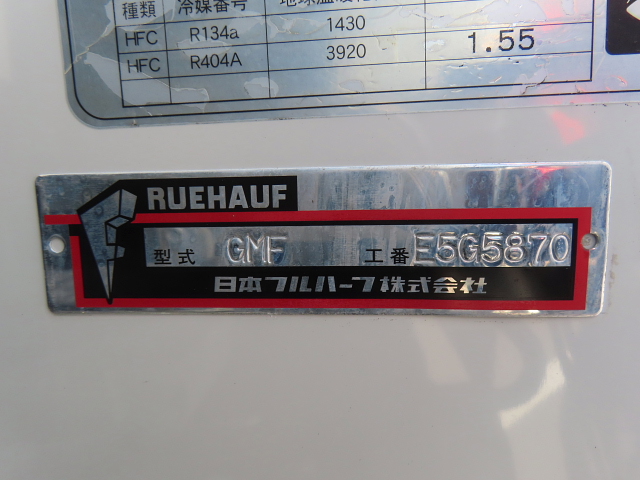 種類 冷媒番号
HFC R134a 1430
HFC R404A 3920 1.55
RUEHAUF
型式 GMF 工番 E5G5870
日本フルハーフ株式会社